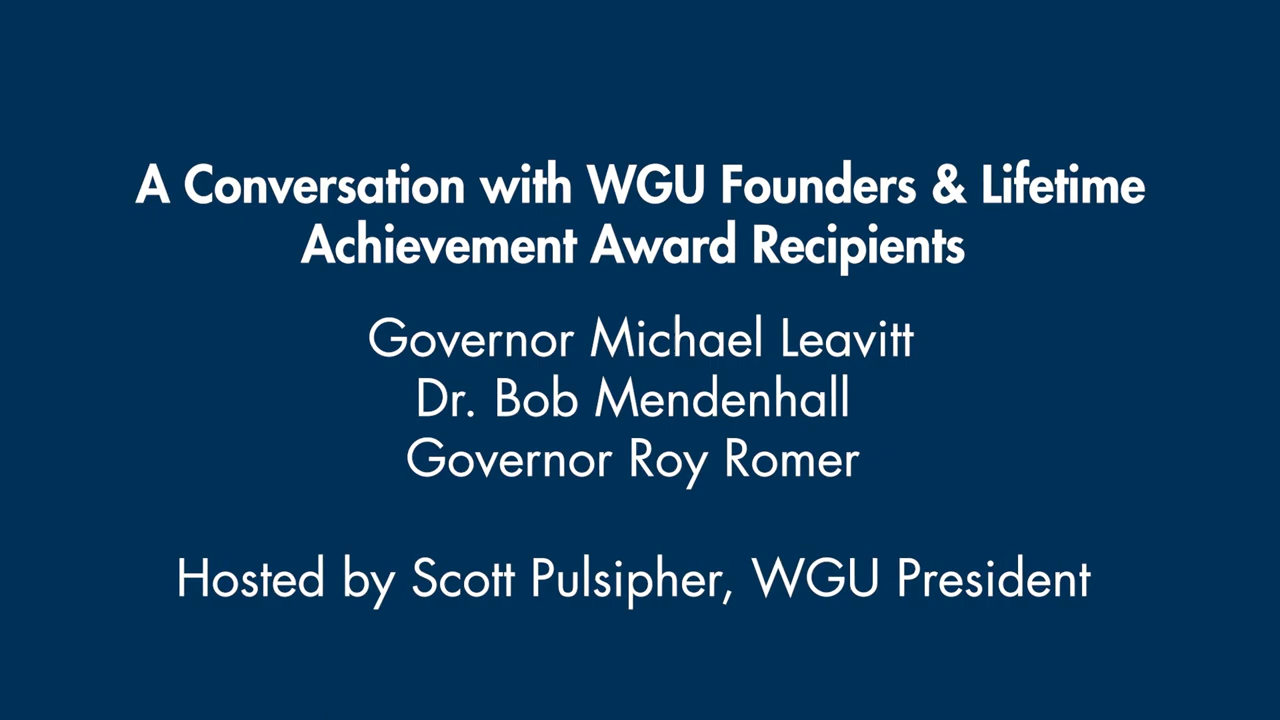 A Conversation with WGU Founders & Lifetime
Achievement Award Recipients
Governor Michael Leavitt
Dr. Bob Mendenhall
Governor Roy Romer
Hosted by Scott Pulsipher, WGU President